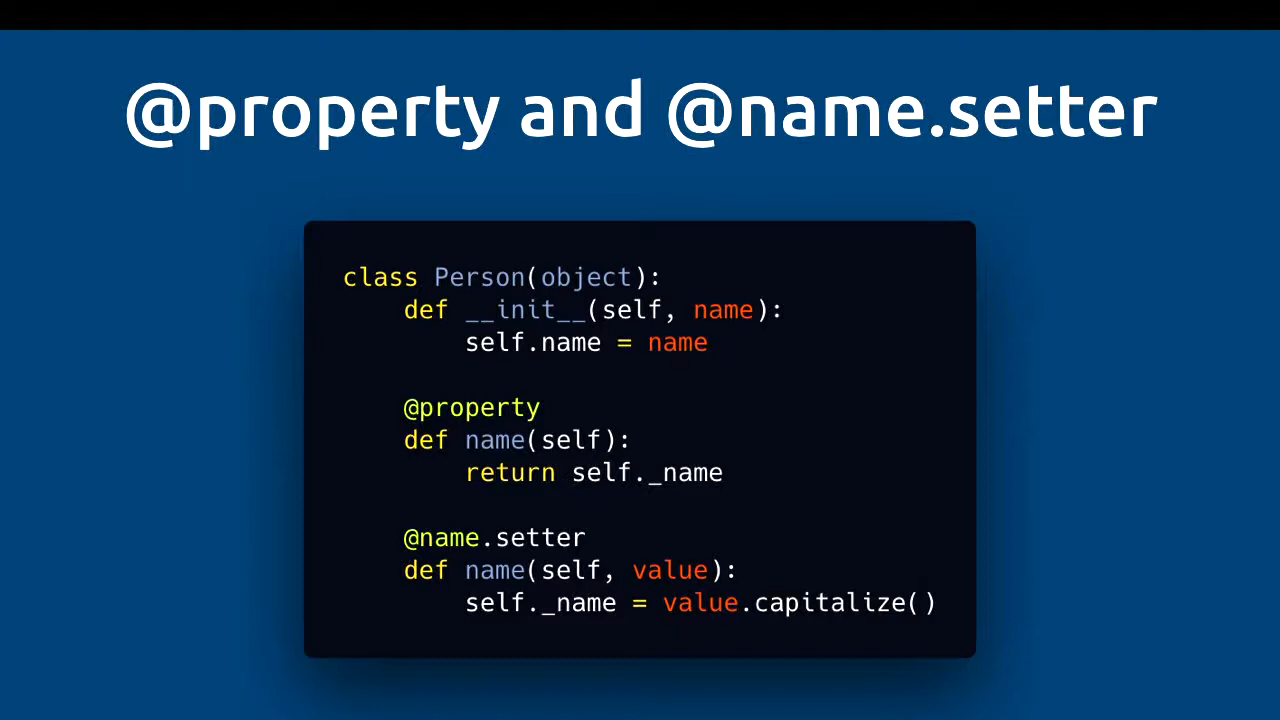 @property and @name.setter
class Person(object):
    def __init__(self, name):
        self.name = name
    @property
    def name(self):
        return self._name
    @name.setter
    def name(self, value):
        self._name = value.capitalize()